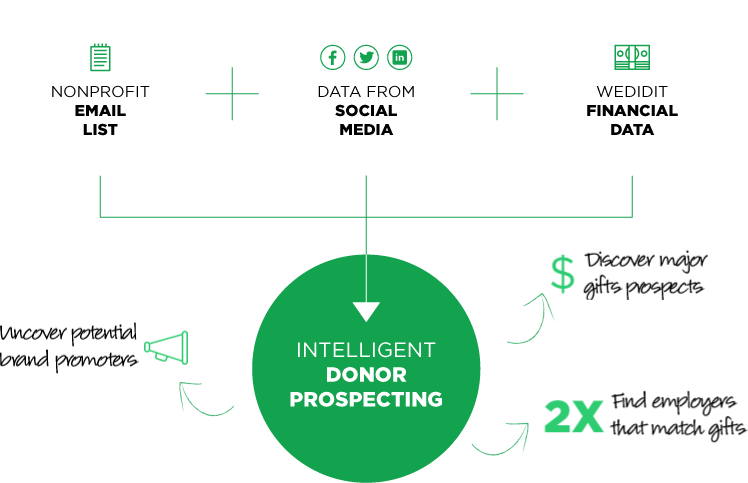 NONPROFIT
EMAIL
LIST
DATA FROM
SOCIAL
MEDIA
WEDIDIT
FINANCIAL
DATA
INTELLIGENT
DONOR
PROSPECTING
Uncover potential
brand promoters
$ Discover major
gifts prospects
2X Find employers
that match gifts